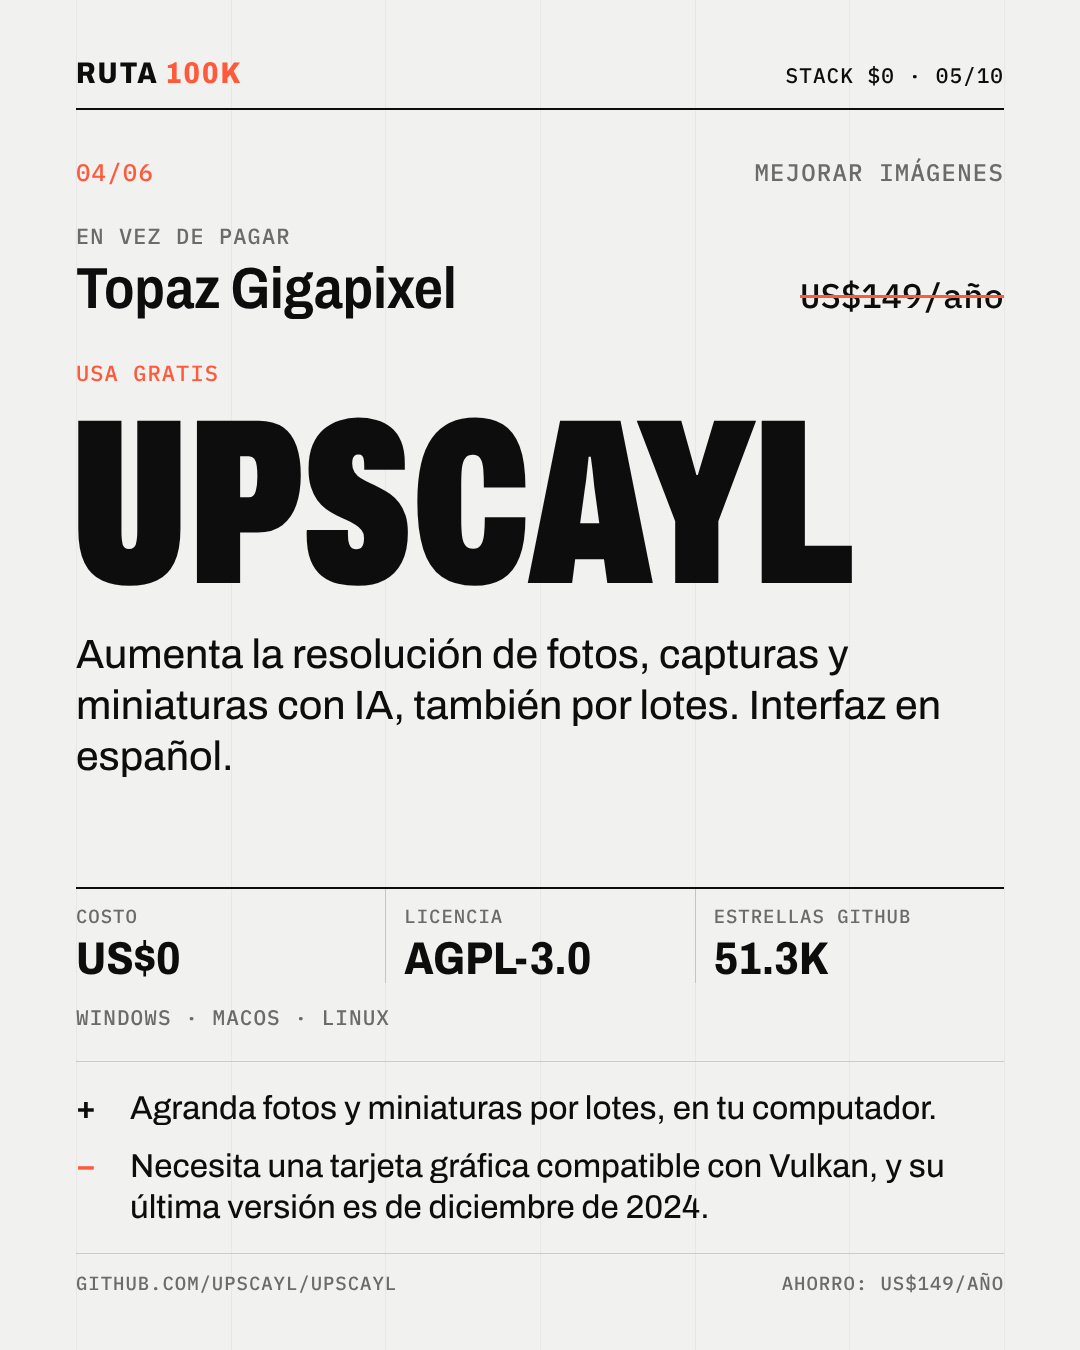 RUTA 100K
STACK $0 · 05/10
04/06
MEJORAR IMÁGENES
EN VEZ DE PAGAR
Topaz Gigapixel
US$149/año
USA GRATIS
UPSCAYL
Aumenta la resolución de fotos, capturas y
miniaturas con IA, también por lotes. Interfaz en
español.
COSTO
US$0
LICENCIA
AGPL-3.0
ESTRELLAS GITHUB
51.3K
WINDOWS · MACOS · LINUX
+ Agranda fotos y miniaturas por lotes, en tu computador.
– Necesita una tarjeta gráfica compatible con Vulkan, y su
última versión es de diciembre de 2024.
GITHUB.COM/UPSCAYL/UPSCAYL
AHORRO: US$149/AÑO